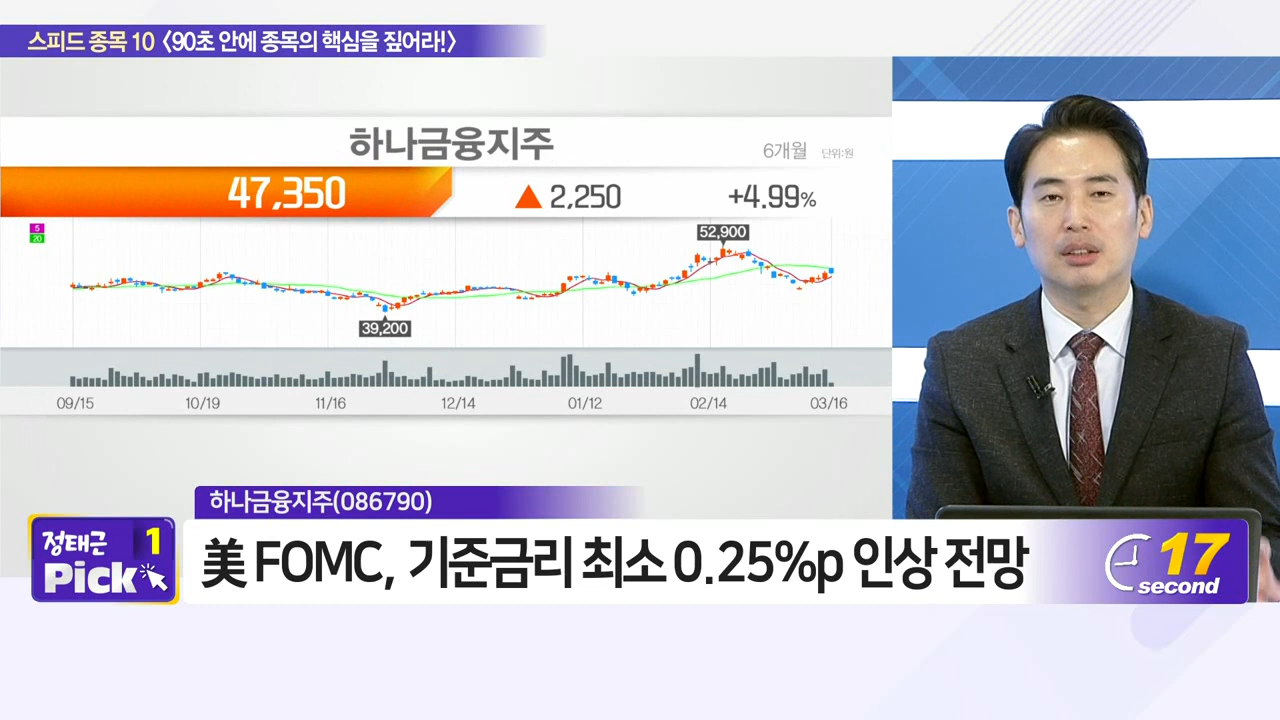 스피드 종목 10 〈90초 안에 종목의 핵심을 짚어라!〉
하나금융지주
6개월 단위:원
47,350 ▲ 2,250 +4.99%
5
20
52,900
39,200
09/15 10/19 11/16 12/14 01/12 02/14 03/16
하나금융지주(086790)
정태근 1
Pick
美 FOMC, 기준금리 최소 0.25%p 인상 전망
17
second